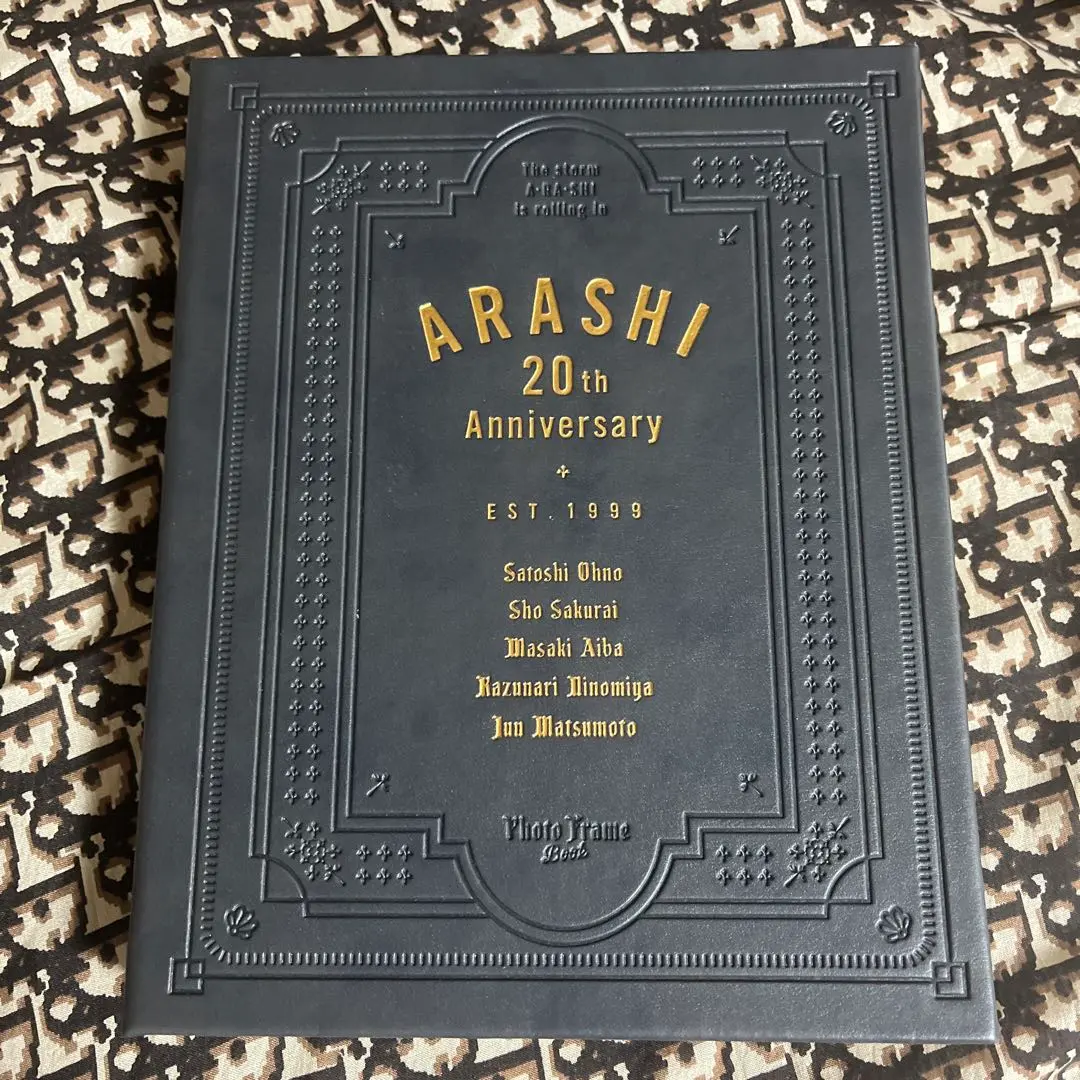 The storm
A·RA·SHI
is rolling in
ARASHI
20th
Anniversary
EST. 1999
Satoshi Ohno
Sho Sakurai
Masaki Aiba
Kazunari Ninomiya
Jun Matsumoto
Photo Frame
Book